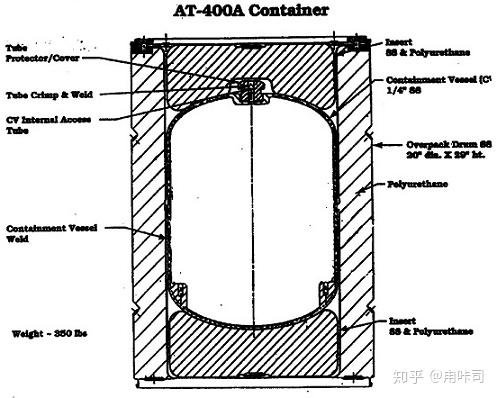 AT-400A Container
Tube
Protector/Cover
Tube Crimp & Weld
CV Internal Access
Tube
Containment Vessel
Weld
Weight ~ 350 lbs
Insert
SS & Polyurethane
Containment Vessel (C
1/4" SS
Overpack Drum SS
20" dia. X 29" ht.
Polyurethane
Insert
SS & Polyurethane
知乎 @甪咔司